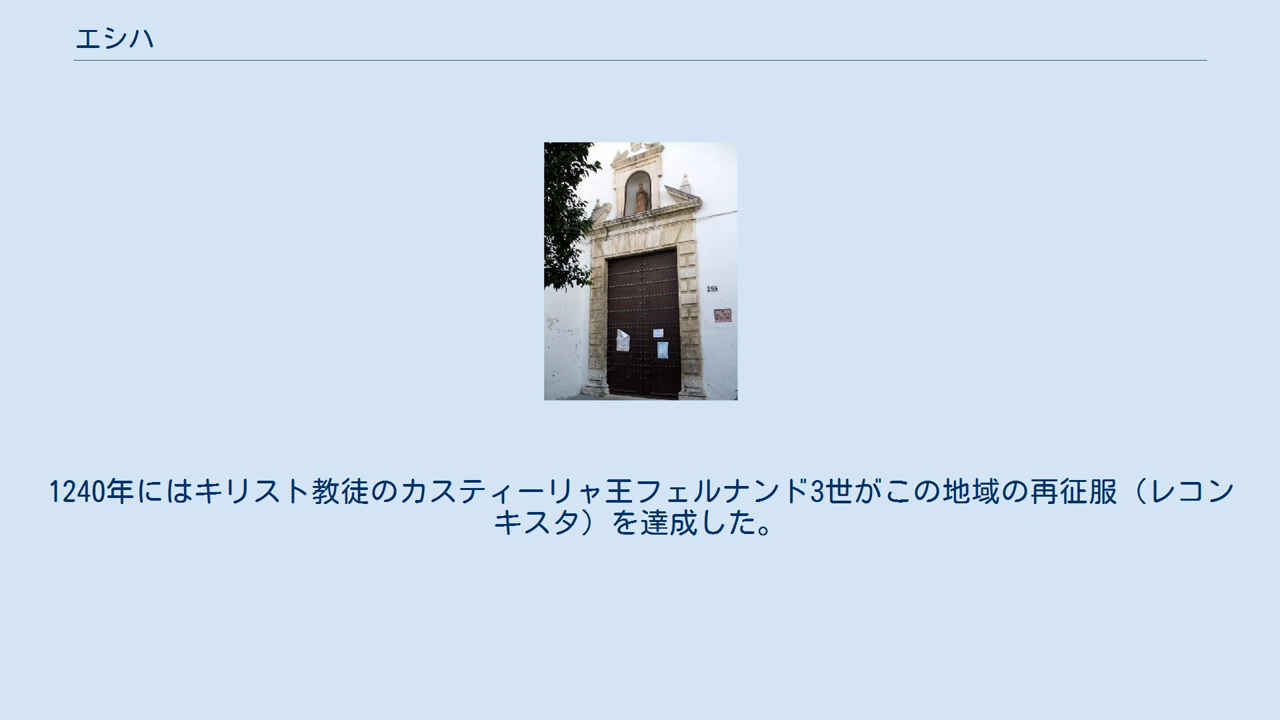 エシハ
29A
1240年にはキリスト教徒のカスティーリャ王フェルナンド3世がこの地域の再征服（レコン
キスタ）を達成した。